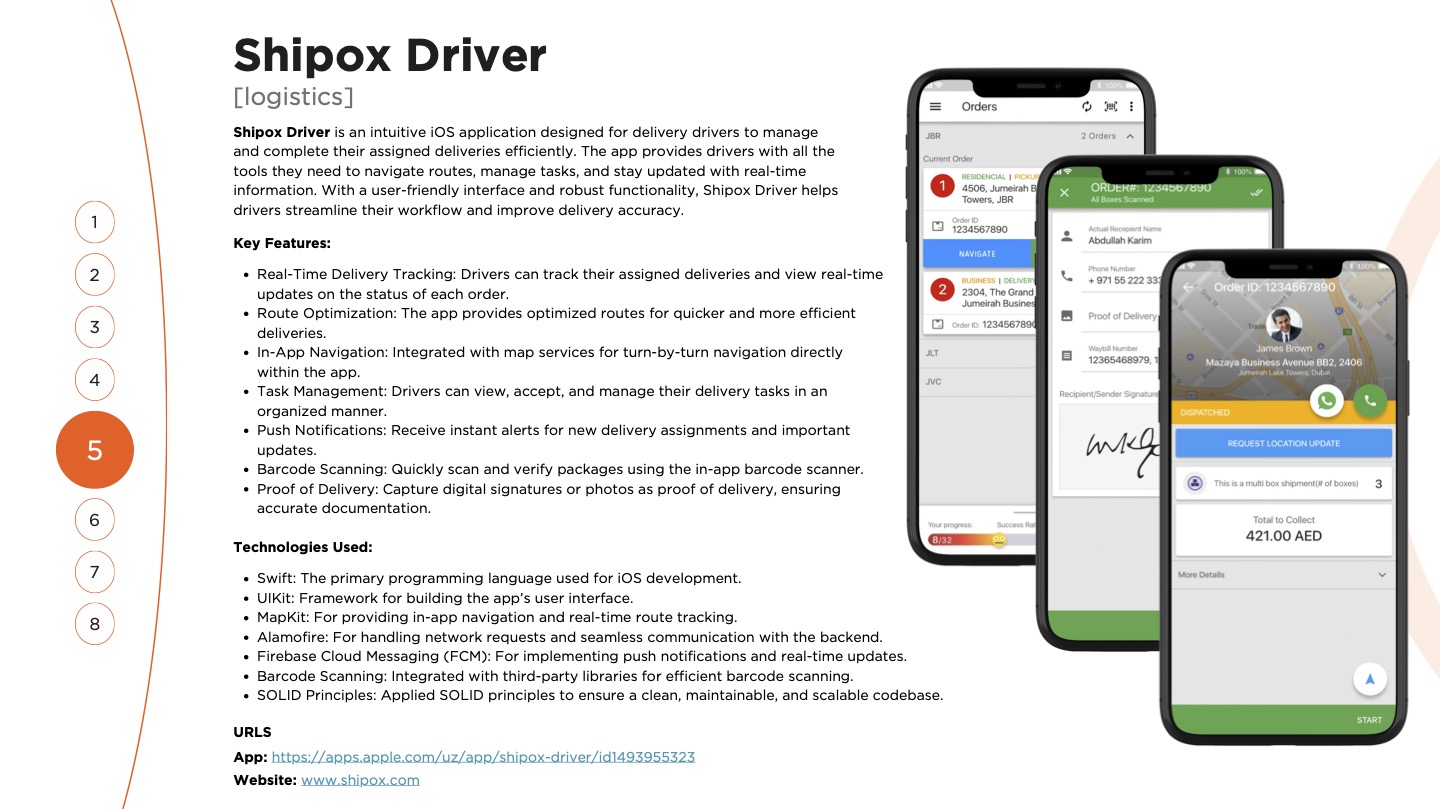 Shipox Driver
[logistics]
Shipox Driver is an intuitive iOS application designed for delivery drivers to manage
and complete their assigned deliveries efficiently. The app provides drivers with all the
tools they need to navigate routes, manage tasks, and stay updated with real-time
information. With a user-friendly interface and robust functionality, Shipox Driver helps
drivers streamline their workflow and improve delivery accuracy.
Key Features:
• Real-Time Delivery Tracking: Drivers can track their assigned deliveries and view real-time
updates on the status of each order.
• Route Optimization: The app provides optimized routes for quicker and more efficient
deliveries.
• In-App Navigation: Integrated with map services for turn-by-turn navigation directly
within the app.
• Task Management: Drivers can view, accept, and manage their delivery tasks in an
organized manner.
• Push Notifications: Receive instant alerts for new delivery assignments and important
updates.
• Barcode Scanning: Quickly scan and verify packages using the in-app barcode scanner.
• Proof of Delivery: Capture digital signatures or photos as proof of delivery, ensuring
accurate documentation.
Technologies Used:
• Swift: The primary programming language used for iOS development.
• UIKit: Framework for building the app's user interface.
• MapKit: For providing in-app navigation and real-time route tracking.
• Alamofire: For handling network requests and seamless communication with the backend.
• Firebase Cloud Messaging (FCM): For implementing push notifications and real-time updates.
• Barcode Scanning: Integrated with third-party libraries for efficient barcode scanning.
• SOLID Principles: Applied SOLID principles to ensure a clean, maintainable, and scalable codebase.
URLS
App: https://apps.apple.com/uz/app/shipox-driver/id1493955323
Website: www.shipox.com
1
2
3
4
5
6
7
8
100%
Orders
JBR
2 Orders
Current Order
1
RESIDENCIAL | PICKUP
4506, Jumeirah B
Towers, JBR
Order ID
1234567890
NAVIGATE
2
BUSINESS | DELIVERY
2304, The Grand
Jumeirah Busines
Order ID: 1234567890
JLT
JVC
Your progress:
Success Rat
8/32
100%
ORDER#: 1234567890
All Boxes Scanned
Actual Recepient Name
Abdullah Karim
Phone Number
+ 971 55 222 333
Proof of Delivery
Waybill Number
12365468979, 1
Recipient/Sender Signature
100%
Order ID: 1234567890
James Brown
Mazaya Business Avenue BB2, 2406
Jumeirah Lake Towers, Dubai
DISPATCHED
REQUEST LOCATION UPDATE
This is a multi box shipment(# of boxes)
3
Total to Collect
421.00 AED
More Details
START